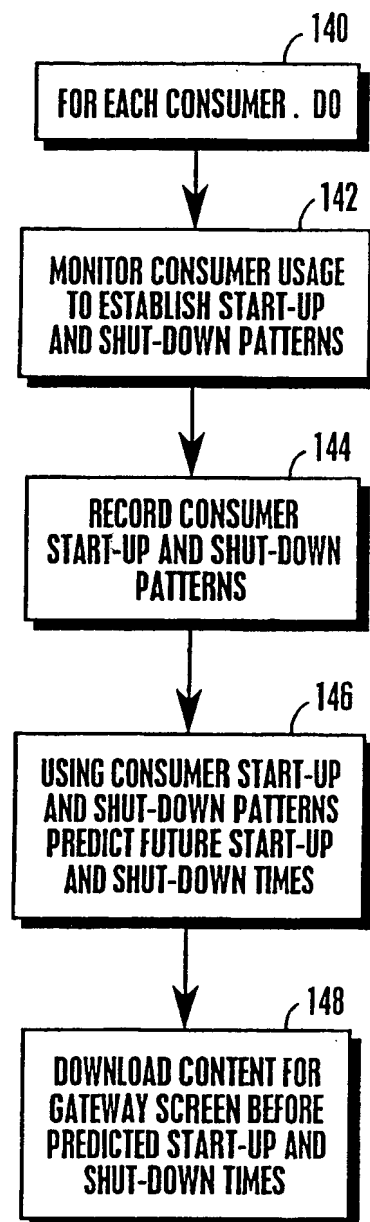 140
FOR EACH CONSUMER . DO
142
MONITOR CONSUMER USAGE
TO ESTABLISH START-UP
AND SHUT-DOWN PATTERNS
144
RECORD CONSUMER
START-UP AND SHUT-DOWN
PATTERNS
146
USING CONSUMER START-UP
AND SHUT-DOWN PATTERNS
PREDICT FUTURE START-UP
AND SHUT-DOWN TIMES
148
DOWNLOAD CONTENT FOR
GATEWAY SCREEN BEFORE
PREDICTED START-UP AND
SHUT-DOWN TIMES